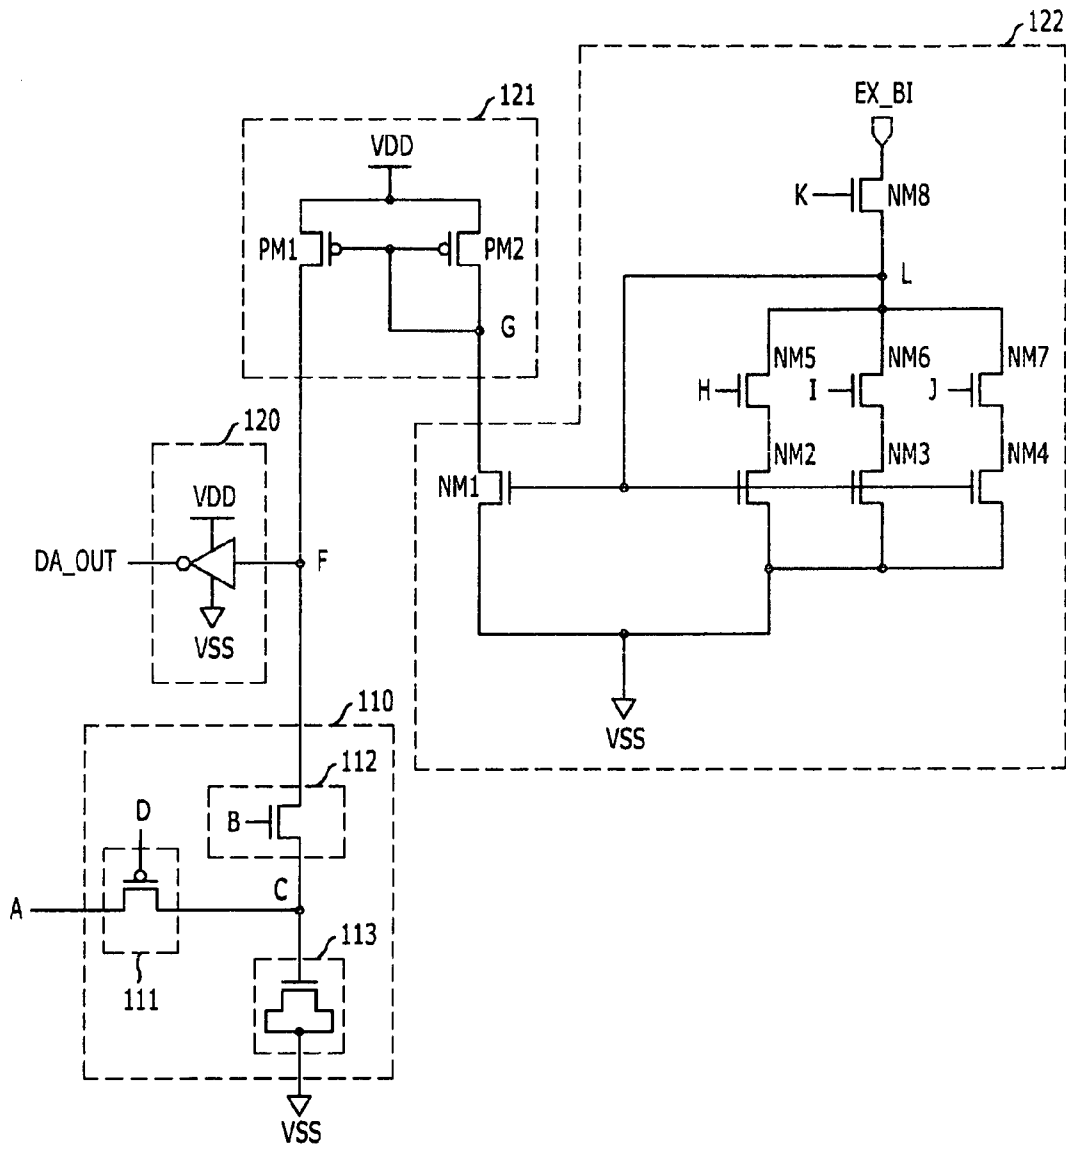 122
EX_BI
121
VDD
K
NM8
PM1
PM2
L
G
NM5
NM6
NM7
H
I
J
120
NM2
NM3
NM4
VDD
NM1
DA_OUT
F
VSS
110
VSS
112
D
B
C
A
113
111
VSS